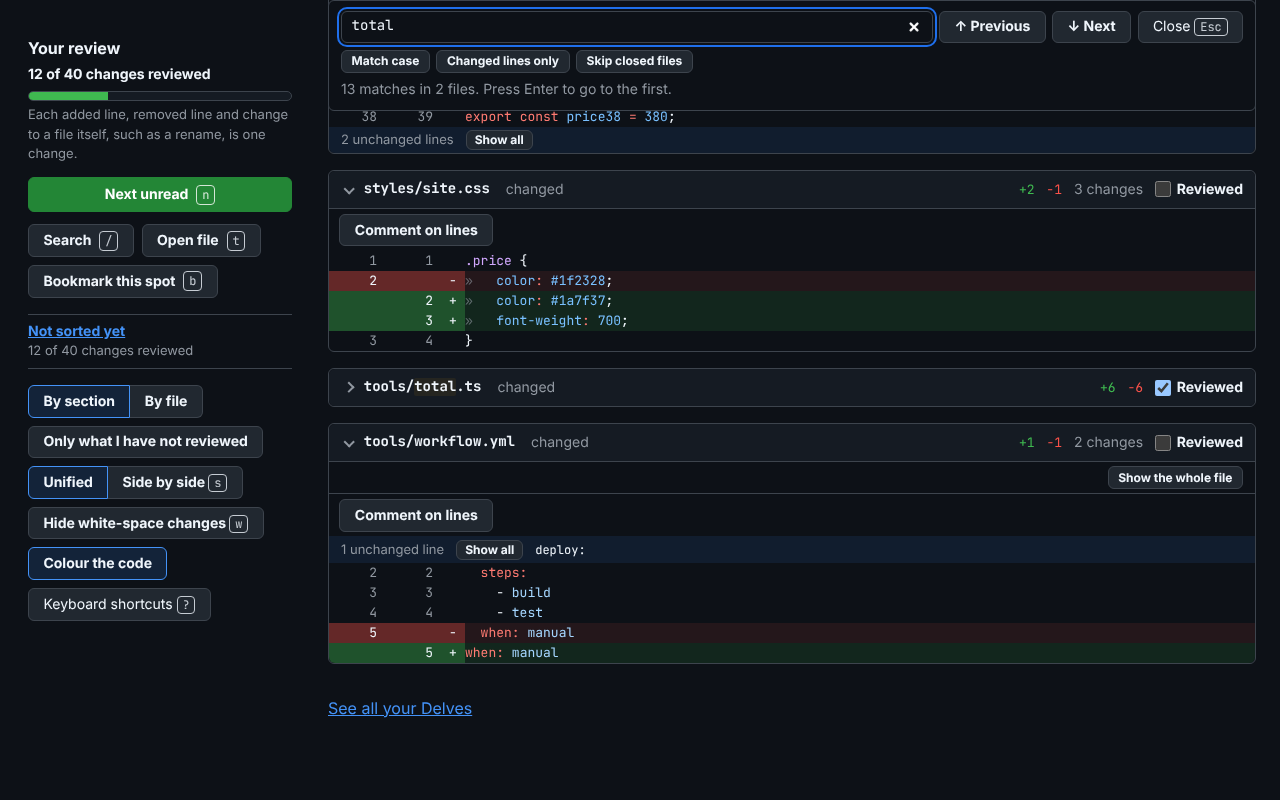 Your review
12 of 40 changes reviewed
Each added line, removed line and change
to a file itself, such as a rename, is one
change.
Next unread n
Search / Open file t
Bookmark this spot b
Not sorted yet
12 of 40 changes reviewed
By section By file
Only what I have not reviewed
Unified Side by side s
Hide white-space changes w
Colour the code
Keyboard shortcuts ?
total × ↑ Previous ↓ Next Close Esc
Match case Changed lines only Skip closed files
13 matches in 2 files. Press Enter to go to the first.
38 39 export const price38 = 380;
2 unchanged lines Show all
styles/site.css changed +2 -1 3 changes Reviewed
Comment on lines
1 1 .price {
2 - » color: #1f2328;
2 + » color: #1a7f37;
3 + » font-weight: 700;
3 4 }
tools/total.ts changed +6 -6 Reviewed
tools/workflow.yml changed +1 -1 2 changes Reviewed
Show the whole file
Comment on lines
1 unchanged line Show all deploy:
2 2 steps:
3 3 - build
4 4 - test
5 - when: manual
5 + when: manual
See all your Delves